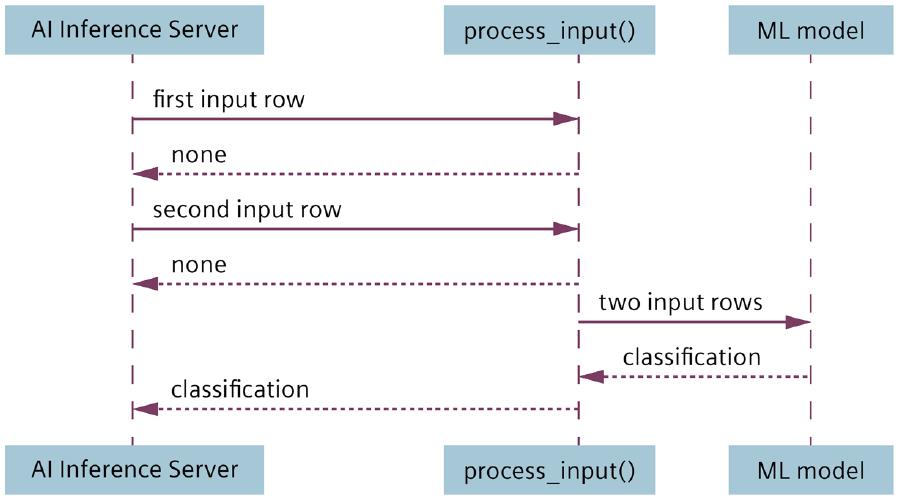 AI Inference Server
process_input()
ML model
first input row
none
second input row
none
two input rows
classification
classification
AI Inference Server
process_input()
ML model